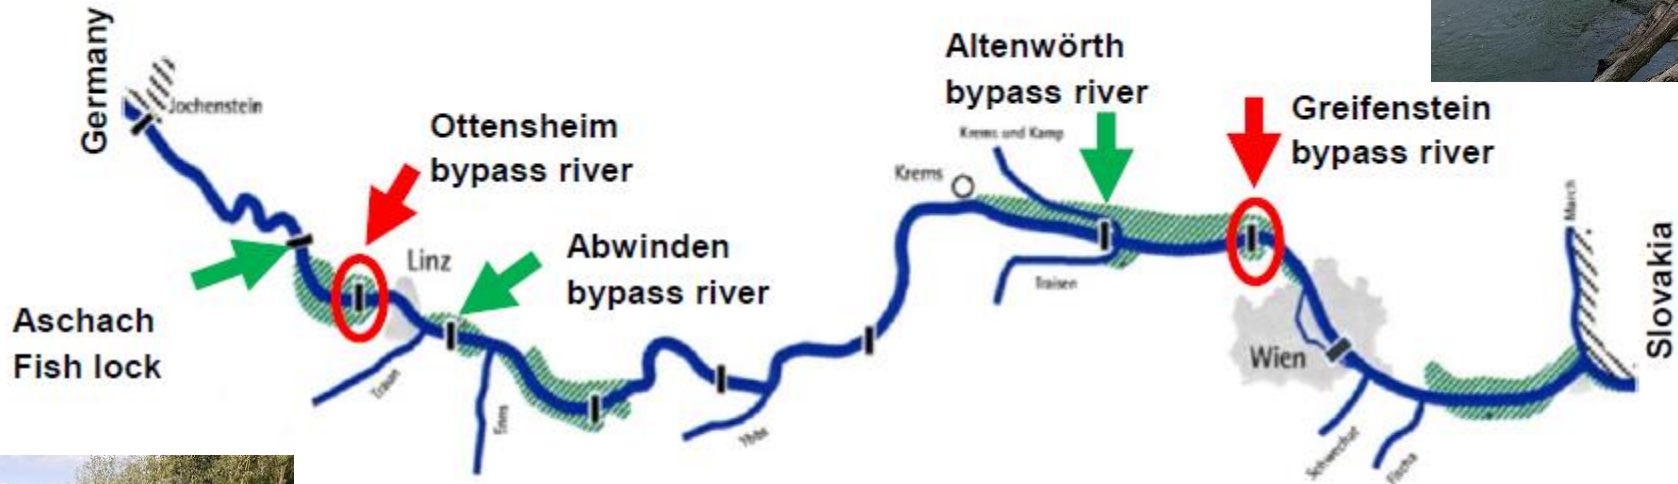 Germany
Jochenstein
Ottensheim
bypass river
Linz
Abwinden
bypass river
Aschach
Fish lock
Traun
Enns
Ybbs
Krems
Krems und Kamp
Altenwörth
bypass river
Traisen
Greifenstein
bypass river
Wien
March
Slovakia
Schwechat
Fischa